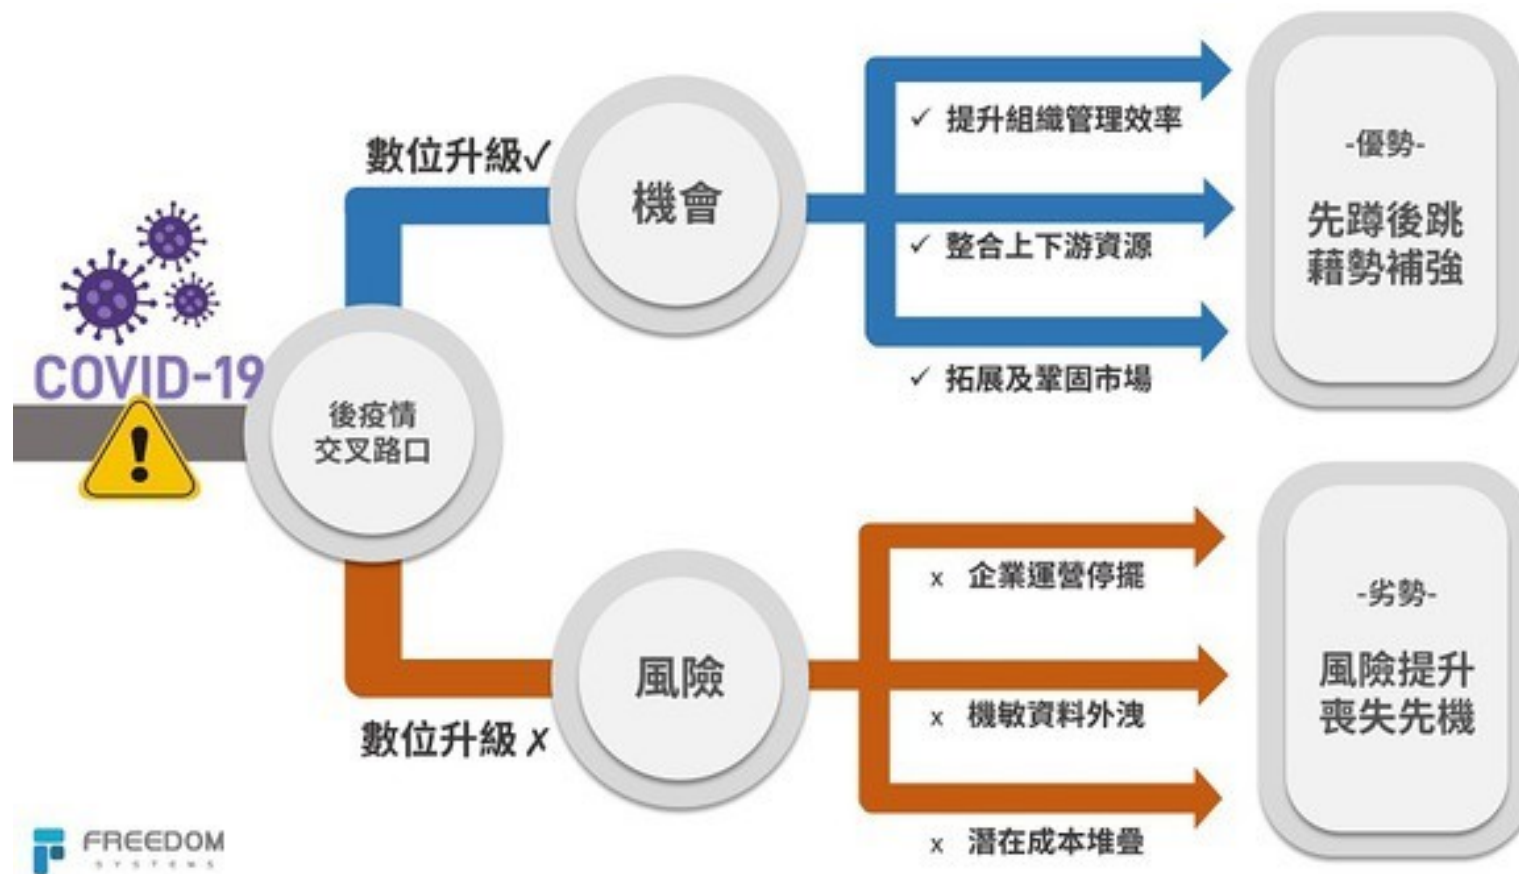 COVID-19
後疫情
交叉路口
數位升級✓
機會
✓ 提升組織管理效率
✓ 整合上下游資源
✓ 拓展及鞏固市場
-優勢-
先蹲後跳
藉勢補強
數位升級 ✗
風險
x 企業運營停擺
x 機敏資料外洩
x 潛在成本堆疊
-劣勢-
風險提升
喪失先機
FREEDOM
SYSTEMS